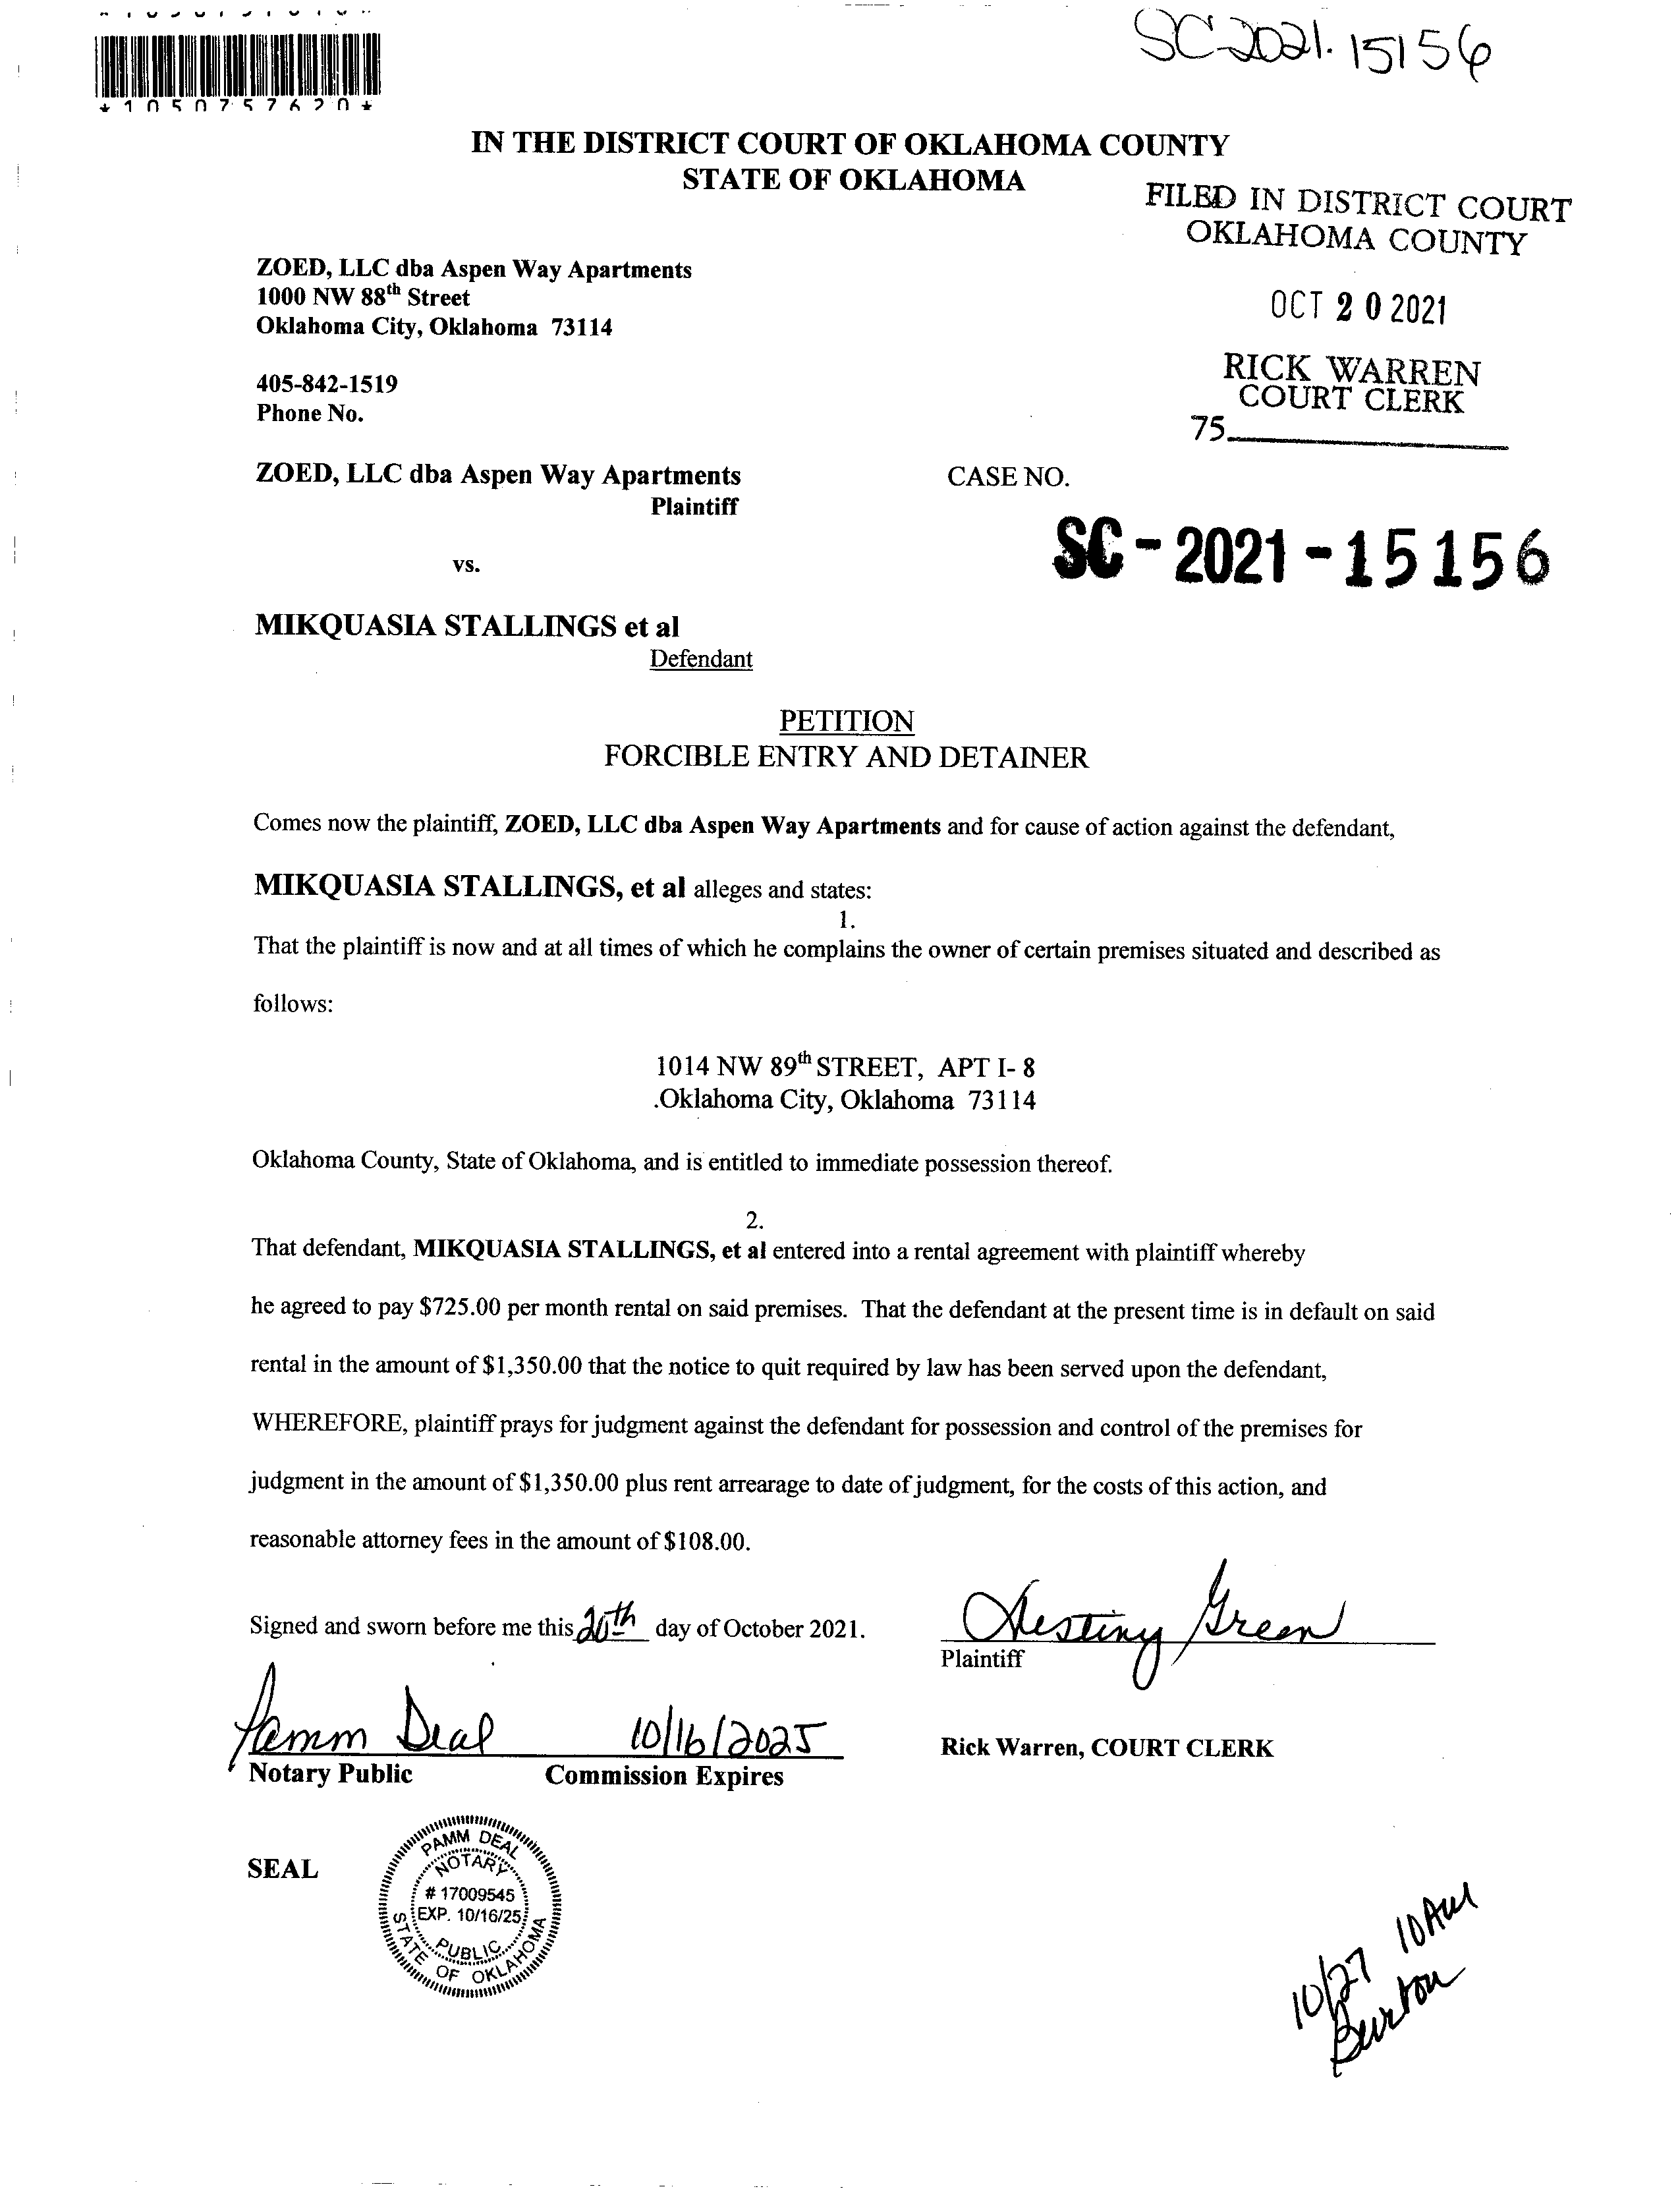 SC-2021-15156
*1050757620*
IN THE DISTRICT COURT OF OKLAHOMA COUNTY
STATE OF OKLAHOMA
FILED IN DISTRICT COURT
OKLAHOMA COUNTY
OCT 20 2021
RICK WARREN
COURT CLERK
75
ZOED, LLC dba Aspen Way Apartments
1000 NW 88th Street
Oklahoma City, Oklahoma 73114
405-842-1519
Phone No.
ZOED, LLC dba Aspen Way Apartments
Plaintiff
CASE NO.
SC-2021-15156
vs.
MIKQUASIA STALLINGS et al
Defendant
PETITION
FORCIBLE ENTRY AND DETAINER
Comes now the plaintiff, ZOED, LLC dba Aspen Way Apartments and for cause of action against the defendant,
MIKQUASIA STALLINGS, et al alleges and states:
1.
That the plaintiff is now and at all times of which he complains the owner of certain premises situated and described as
follows:
1014 NW 89th STREET, APT I- 8
.Oklahoma City, Oklahoma 73114
Oklahoma County, State of Oklahoma, and is entitled to immediate possession thereof.
2.
That defendant, MIKQUASIA STALLINGS, et al entered into a rental agreement with plaintiff whereby
he agreed to pay $725.00 per month rental on said premises. That the defendant at the present time is in default on said
rental in the amount of $1,350.00 that the notice to quit required by law has been served upon the defendant,
WHEREFORE, plaintiff prays for judgment against the defendant for possession and control of the premises for
judgment in the amount of $1,350.00 plus rent arrearage to date of judgment, for the costs of this action, and
reasonable attorney fees in the amount of $108.00.
Signed and sworn before me this 20th day of October 2021.
Destiny Green
Plaintiff
Pamm Deal 10/16/2025
Notary Public Commission Expires
Rick Warren, COURT CLERK
SEAL
PAMM DEAL
NOTARY
# 17009545
EXP. 10/16/25
PUBLIC
STATE OF OKLAHOMA
10/27 10AM
Burton